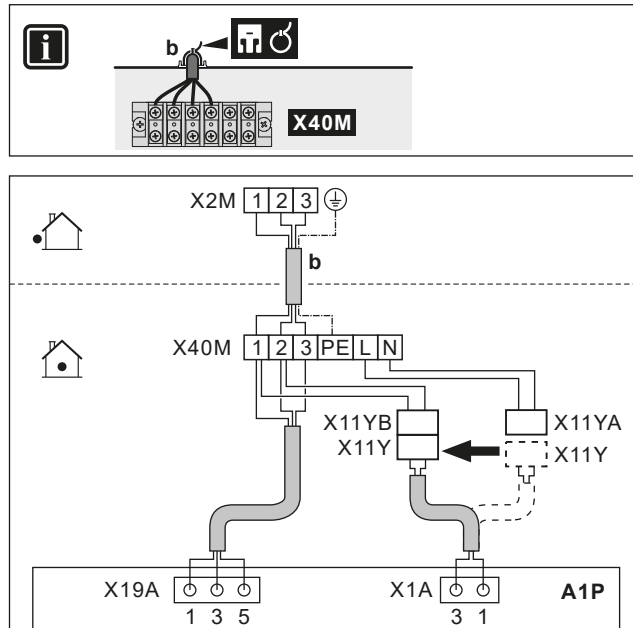 i
b
X40M
X2M 1 2 3
b
X40M 1 2 3 PE L N
X11YB X11YA
X11Y X11Y
X19A X1A A1P
1 3 5 3 1